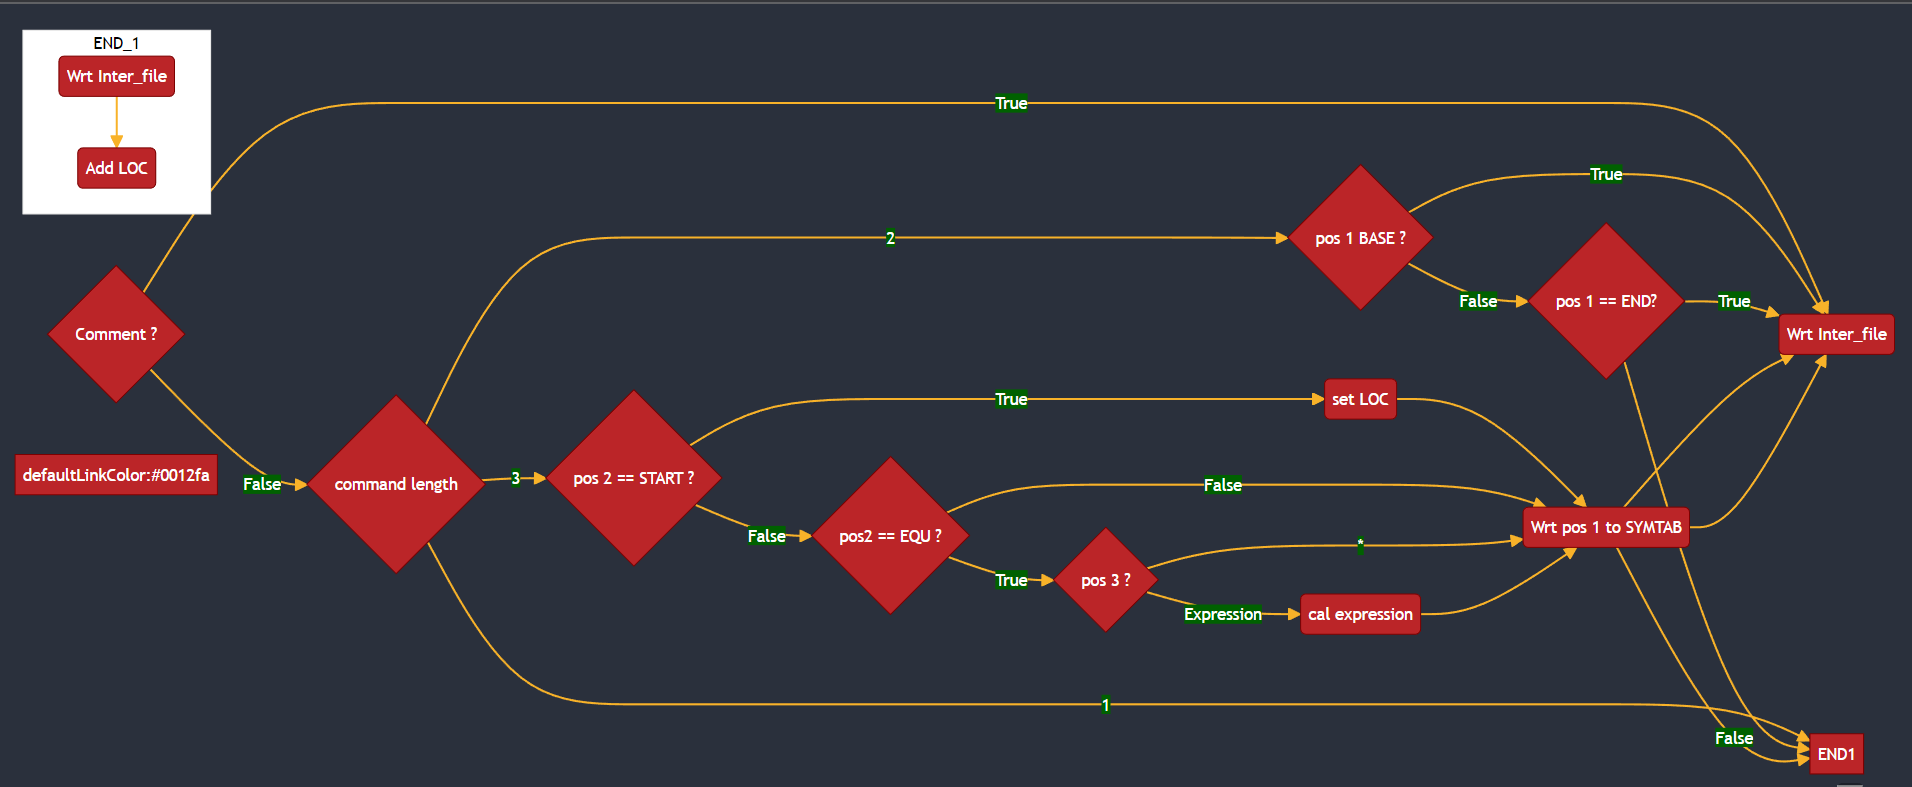 END_1
Wrt Inter_file
Add LOC
True
True
2
pos 1 BASE ?
Comment ?
False
pos 1 == END?
True
Wrt Inter_file
True
set LOC
defaultLinkColor:#0012fa
False
command length
3
pos 2 == START ?
False
False
pos2 == EQU ?
Wrt pos 1 to SYMTAB
*
True
pos 3 ?
Expression
cal expression
1
False
END1